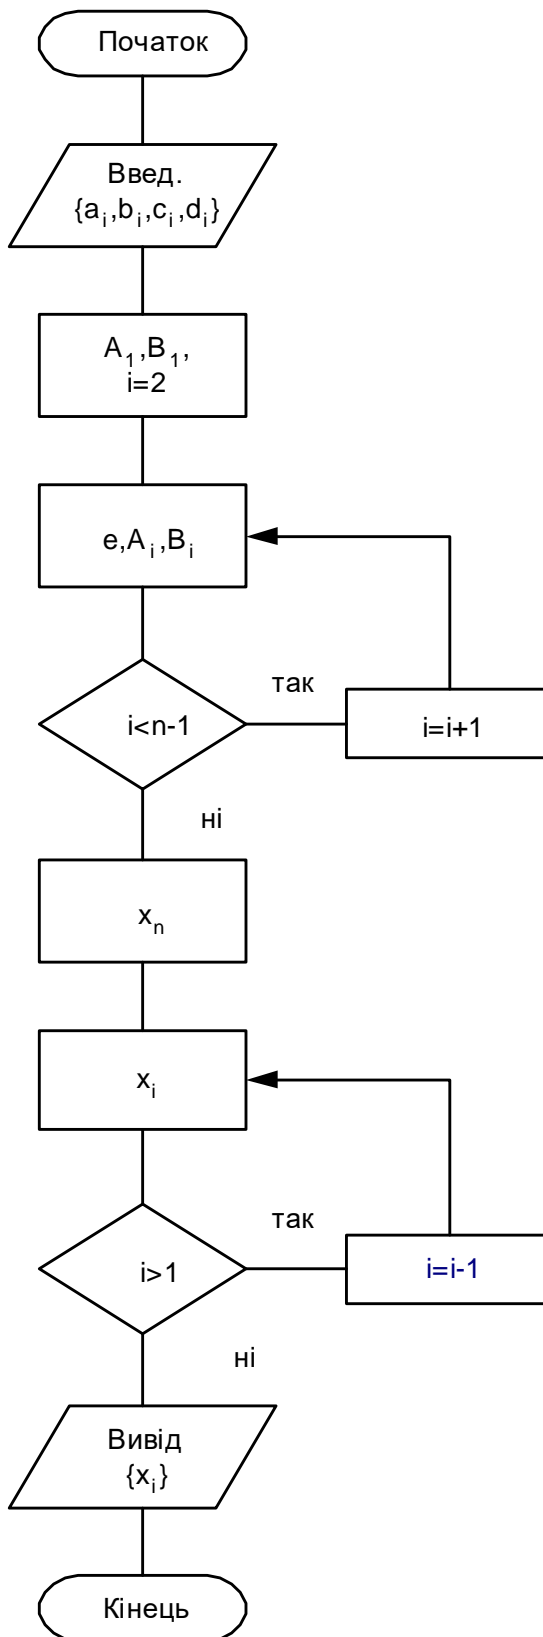 Початок
Введ.
{a_i,b_i,c_i,d_i}
A_1,B_1,
i=2
e,A_i,B_i
i<n-1
так
i=i+1
ні
x_n
x_i
i>1
так
i=i-1
ні
Вивід
{x_i}
Кінець